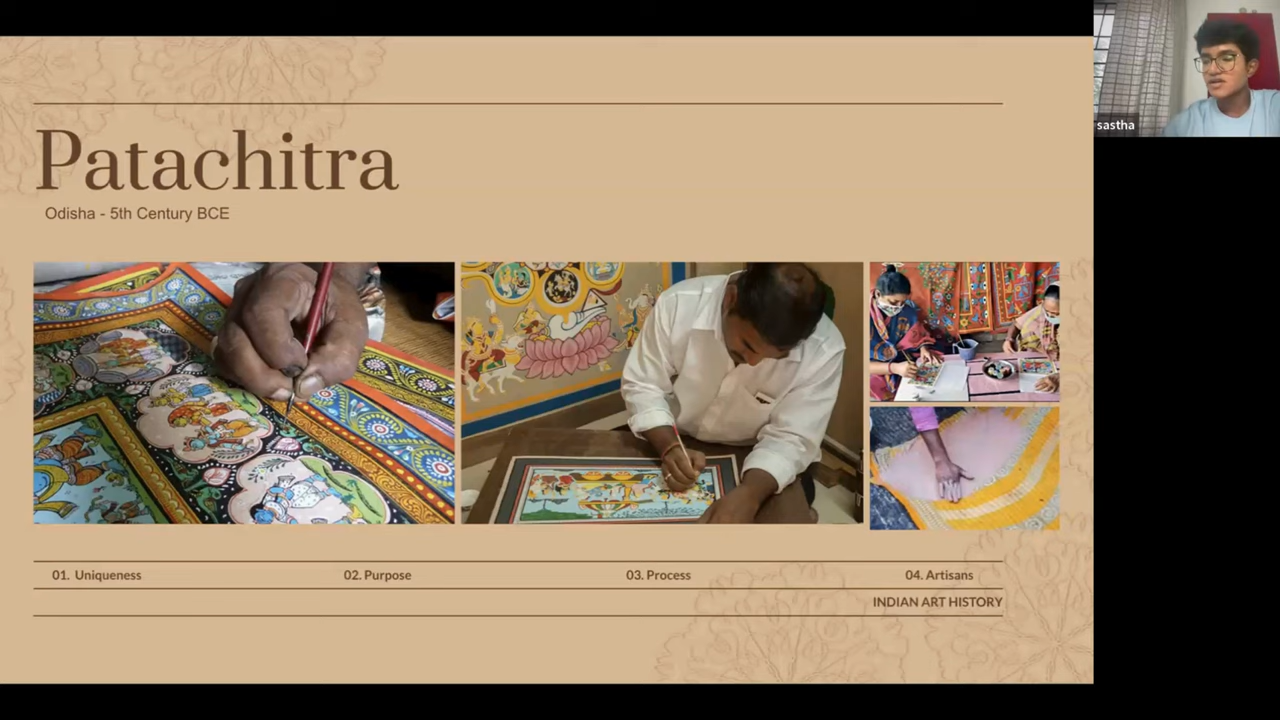 Patachitra
Odisha - 5th Century BCE
01. Uniqueness
02. Purpose
03. Process
04. Artisans
INDIAN ART HISTORY
sastha